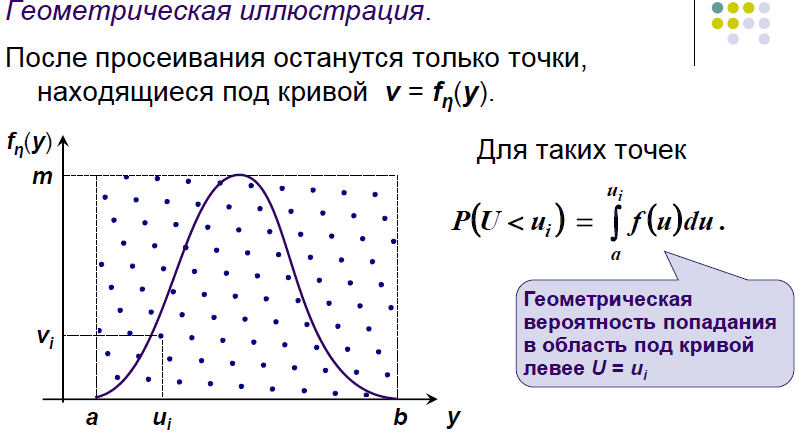 Геометрическая иллюстрация.
После просеивания останутся только точки,
находящиеся под кривой v = fη(y).
fη(y)
m
vi
a
ui
b
y
Для таких точек
P(U < ui) = ∫ₐ^ui f(u)du.
Геометрическая
вероятность попадания
в область под кривой
левее U = ui